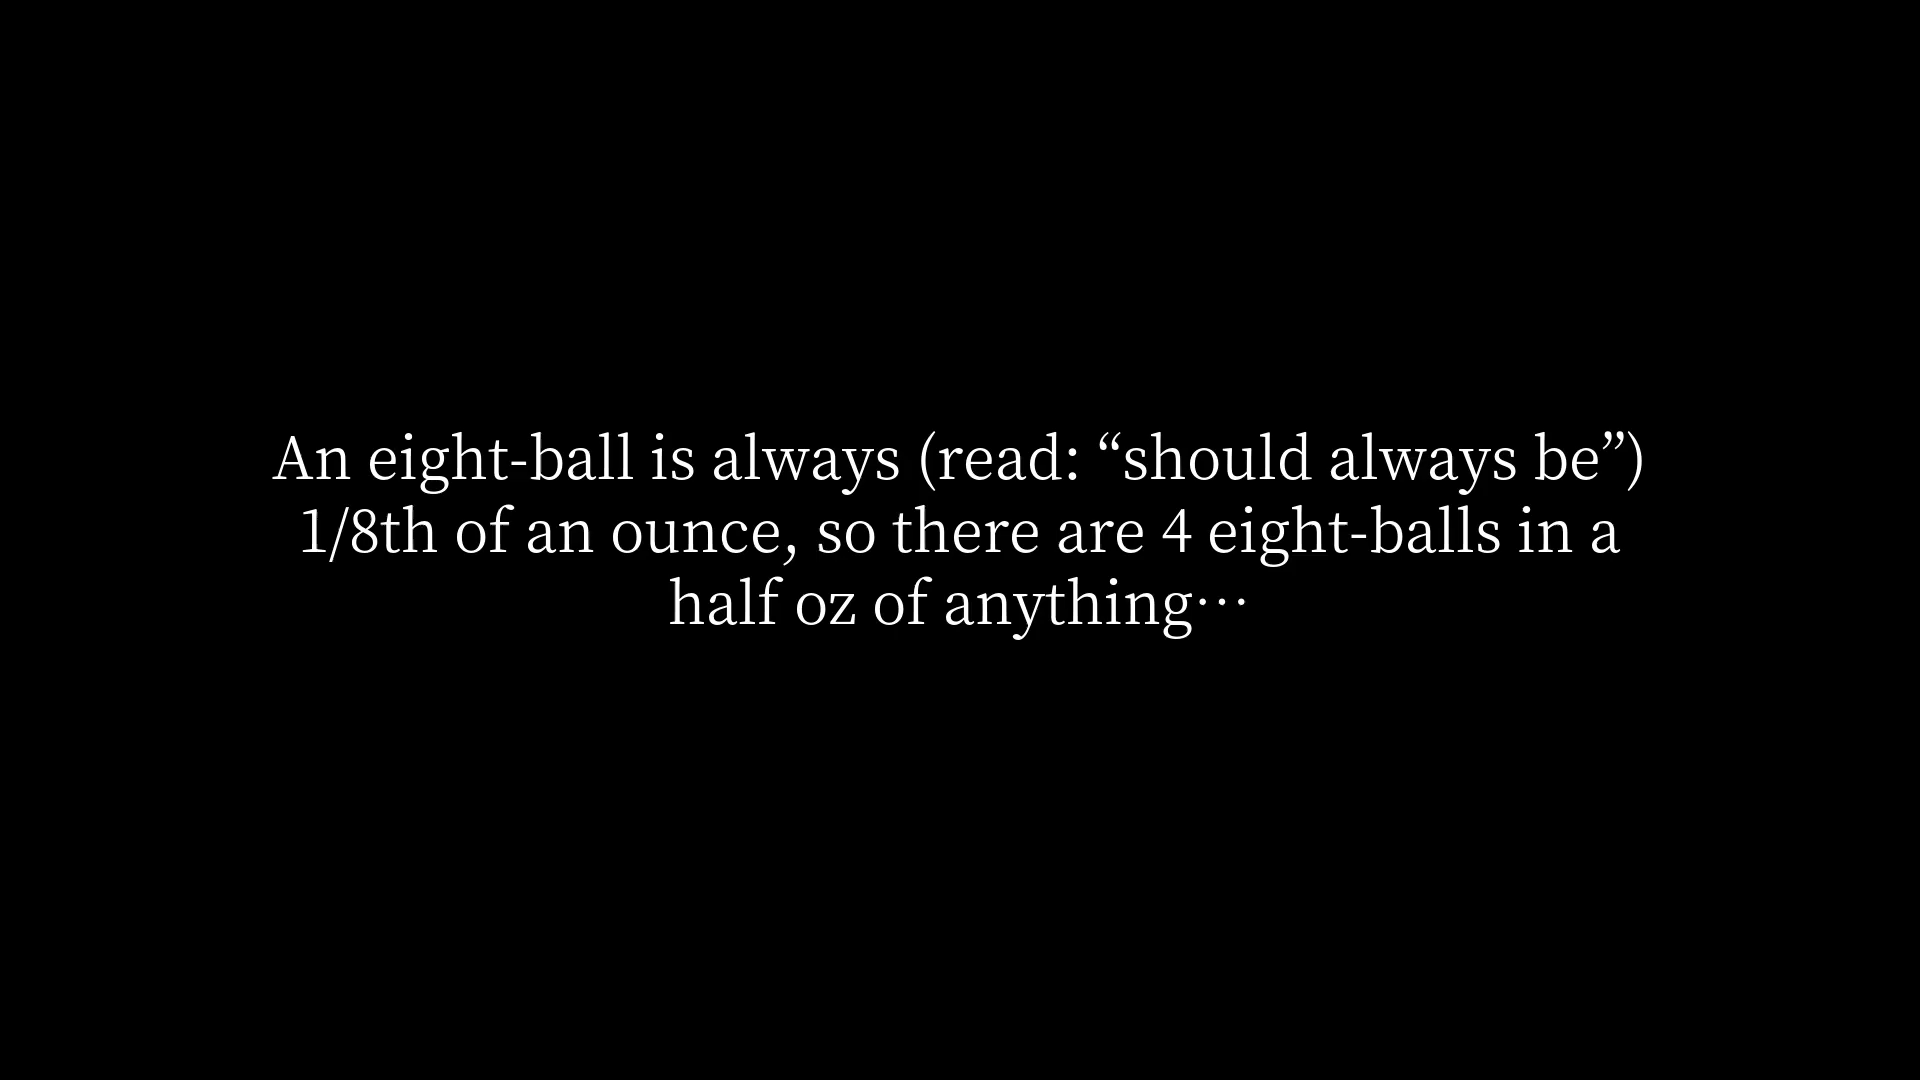 An eight-ball is always (read: “should always be”)
1/8th of an ounce, so there are 4 eight-balls in a
half oz of anything…